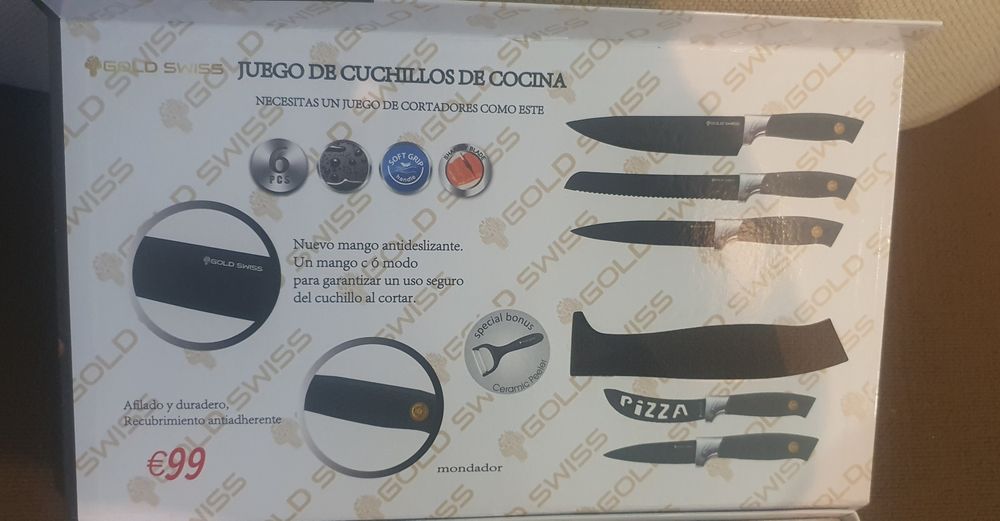 GOLD SWISS
JUEGO DE CUCHILLOS DE COCINA
NECESITAS UN JUEGO DE CORTADORES COMO ESTE
6
PCS
SOFT GRIP
handle
BLADE
GOLD SWISS
GOLD SWISS
Nuevo mango antideslizante.
Un mango c 6 modo
para garantizar un uso seguro
del cuchillo al cortar.
special bonus
Ceramic Peeler
PIZZA
Afilado y duradero,
Recubrimiento antiadherente
€99
mondador